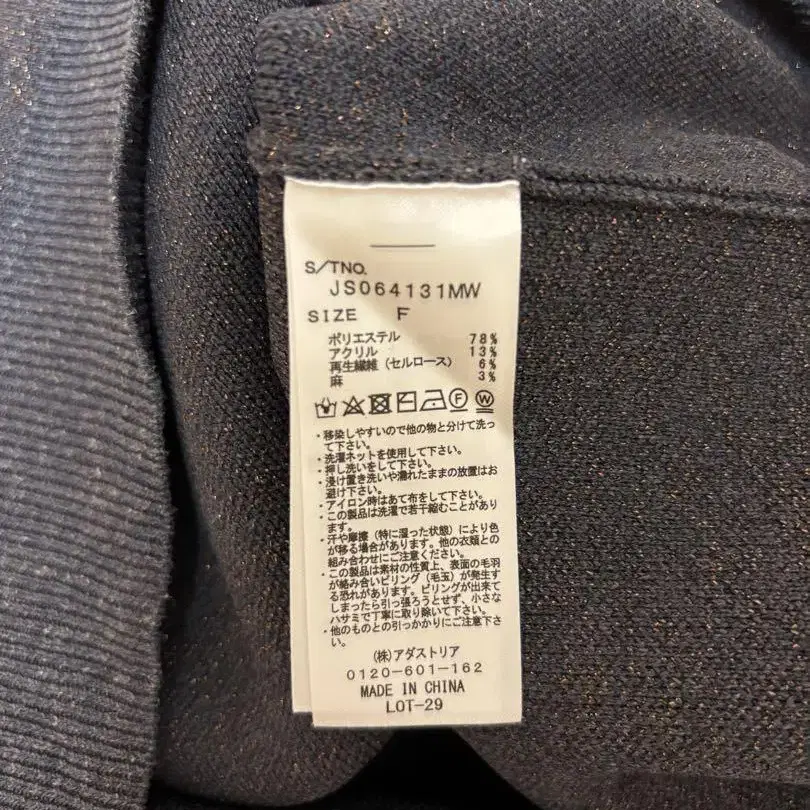 S/TNO.
JS064131MW
SIZE F
ポリエステル 78%
アクリル 13%
再生繊維 (セルロース) 6%
麻 3%
F W
・移染しやすいので他の物と分けて洗っ
て下さい。
・洗濯ネットを使用して下さい。
・押し洗いをして下さい。
・浸け置き洗いや濡れたままの放置はお
避け下さい。
・アイロン時はあて布をして下さい。
・この製品は洗濯で若干縮むことがあり
ます。
・汗や摩擦 (特に湿った状態) により色
が移る場合があります。他の衣類との
組み合わせにご注意ください。
・この製品は素材の性質上、表面の毛羽
が絡み合いピリング (毛玉) が発生す
る恐れがあります。ピリングが出来て
しまったら引っ張ろうとせず、小さな
ハサミで丁寧に取り除いて下さい。
・他のものとの引っかかりにご注意下さ
い。
(株)アダストリア
0120-601-162
MADE IN CHINA
LOT-29